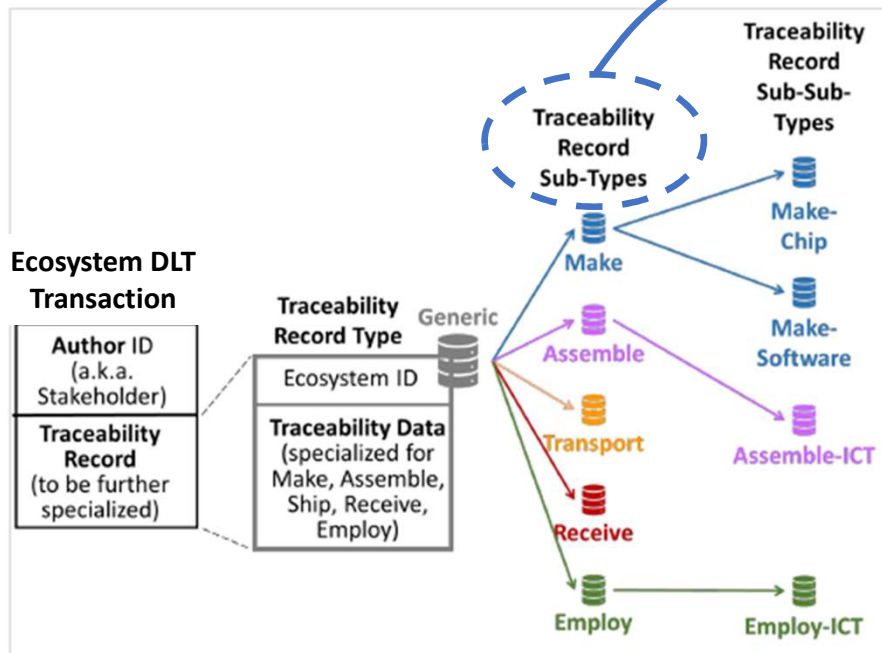 Traceability
Record
Sub-Sub-
Types
Traceability
Record
Sub-Types
Make-
Chip
Make
Ecosystem DLT
Transaction
Make-
Software
Traceability
Record Type
Generic
Assemble
Author ID
(a.k.a.
Stakeholder)
Ecosystem ID
Traceability
Record
(to be further
specialized)
Traceability Data
(specialized for
Make, Assemble,
Ship, Receive,
Employ)
Transport
Assemble-ICT
Receive
Employ
Employ-ICT